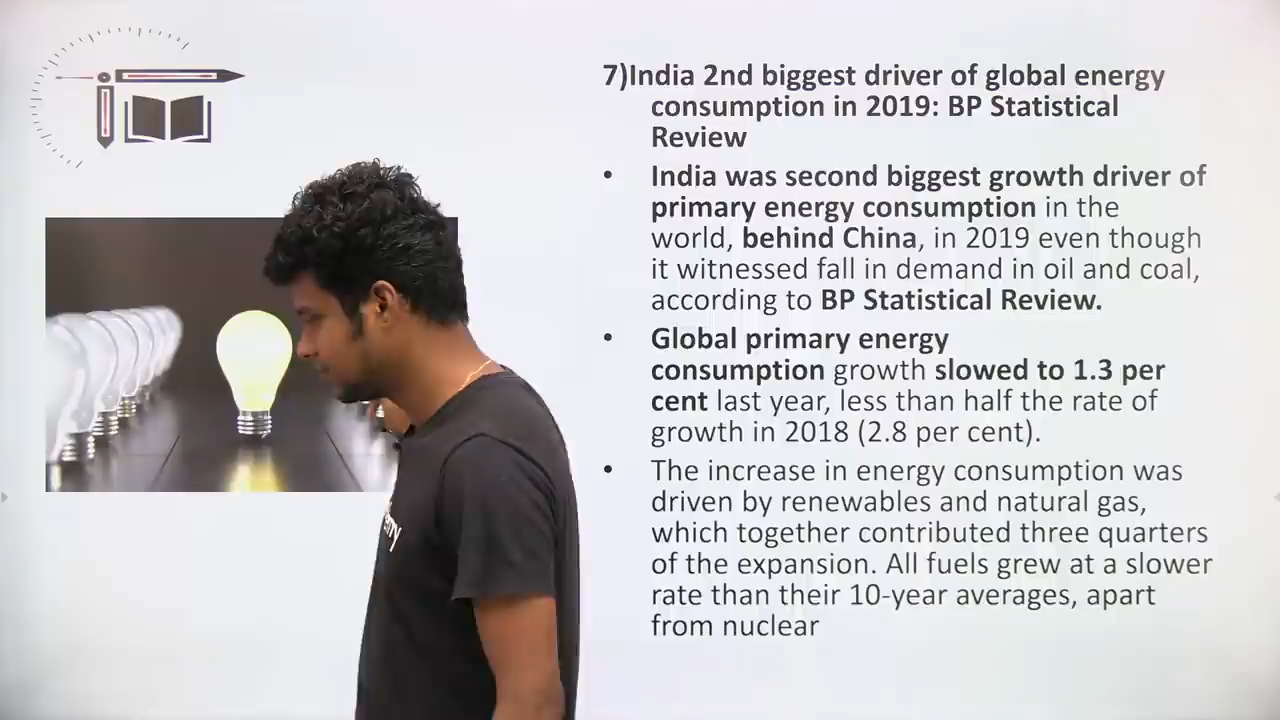 7)India 2nd biggest driver of global energy
consumption in 2019: BP Statistical
Review
• India was second biggest growth driver of
primary energy consumption in the
world, behind China, in 2019 even though
it witnessed fall in demand in oil and coal,
according to BP Statistical Review.
• Global primary energy
consumption growth slowed to 1.3 per
cent last year, less than half the rate of
growth in 2018 (2.8 per cent).
• The increase in energy consumption was
driven by renewables and natural gas,
which together contributed three quarters
of the expansion. All fuels grew at a slower
rate than their 10-year averages, apart
from nuclear